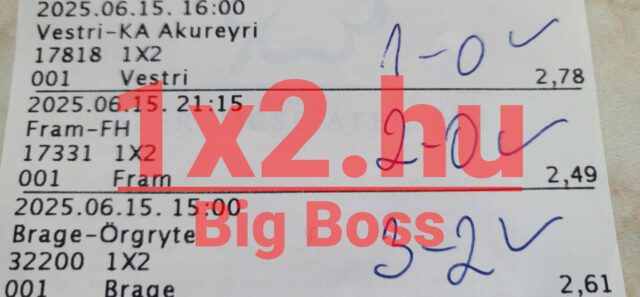 2025.06.15. 16:00
Vestri-KA Akureyri
17818 1X2
1-0 ✓
001 Vestri 2,78
2025.06.15. 21:15
Fram-FH
17331 1X2
2-0 ✓
001 Fram 2,49
1x2.hu
Big Boss
2025.06.15. 15:00
Brage-Örgryte
32200 1X2
3-2 ✓
001 Brage 2,61